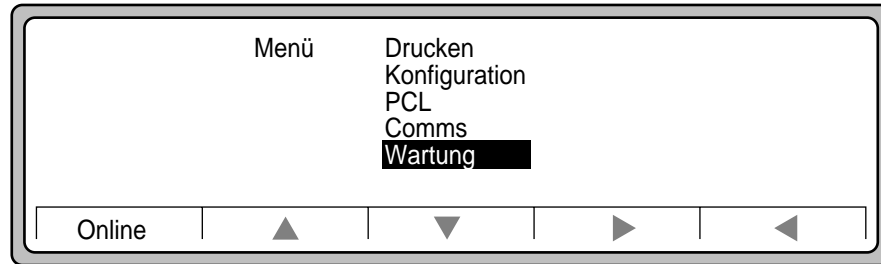 Menü Drucken
Konfiguration
PCL
Comms
Wartung
Online